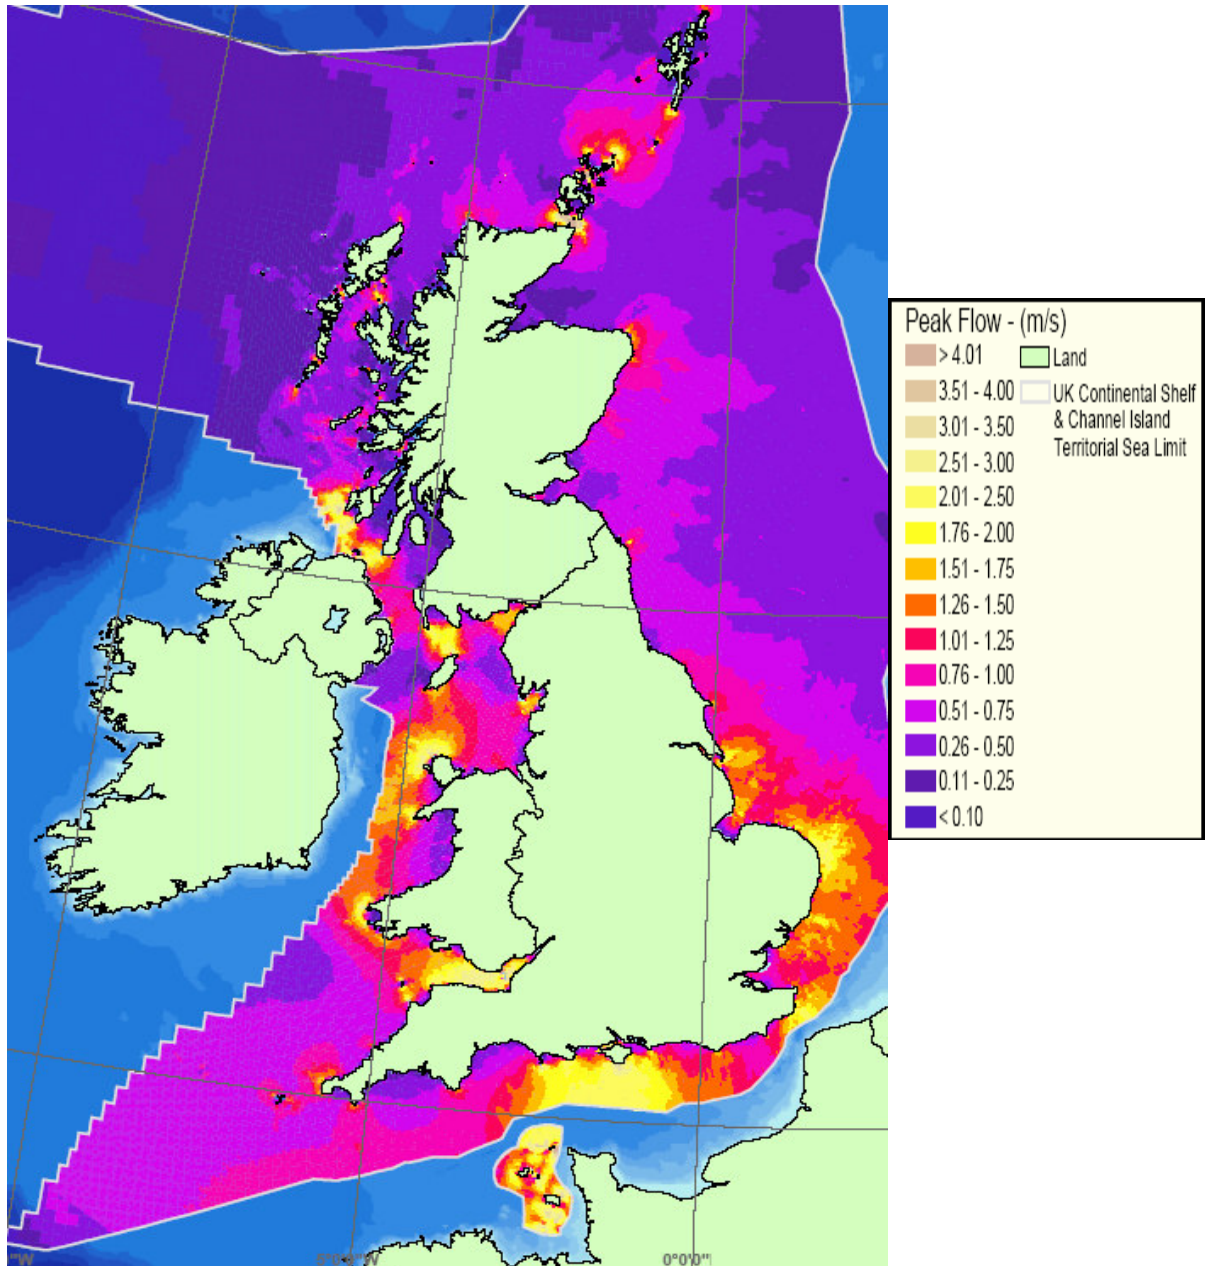 Peak Flow - (m/s)
> 4.01
Land
3.51 - 4.00
UK Continental Shelf
& Channel Island
Territorial Sea Limit
3.01 - 3.50
2.51 - 3.00
2.01 - 2.50
1.76 - 2.00
1.51 - 1.75
1.26 - 1.50
1.01 - 1.25
0.76 - 1.00
0.51 - 0.75
0.26 - 0.50
0.11 - 0.25
< 0.10
0°0'0"